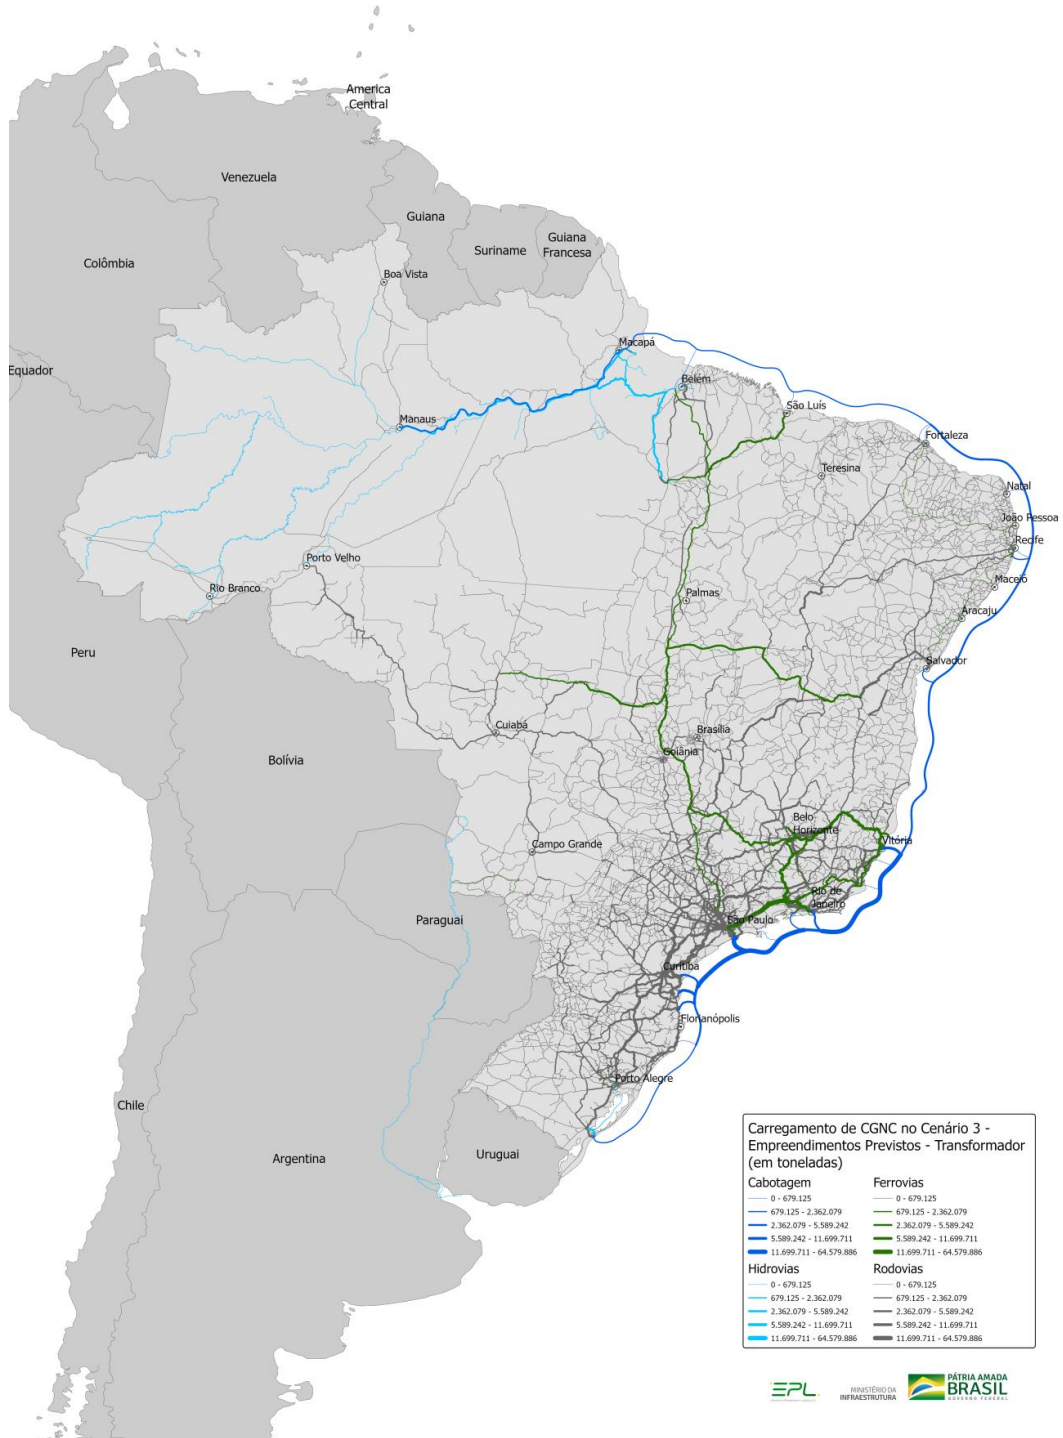 America
Central
Venezuela
Guiana
Suriname
Guiana
Francesa
Colômbia
Boa Vista
Equador
Macapá
Belém
Manaus
São Luís
Fortaleza
Teresina
Natal
João Pessoa
Recife
Porto Velho
Rio Branco
Palmas
Maceió
Aracaju
Peru
Salvador
Cuiabá
Brasília
Goiânia
Bolívia
Belo
Horizonte
Vitória
Campo Grande
Rio de
Janeiro
Paraguai
São Paulo
Curitiba
Florianópolis
Porto Alegre
Chile
Argentina
Uruguai
Carregamento de CGNC no Cenário 3 -
Empreendimentos Previstos - Transformador
(em toneladas)
Cabotagem
0 - 679.125
679.125 - 2.362.079
2.362.079 - 5.589.242
5.589.242 - 11.699.711
11.699.711 - 64.579.886
Ferrovias
0 - 679.125
679.125 - 2.362.079
2.362.079 - 5.589.242
5.589.242 - 11.699.711
11.699.711 - 64.579.886
Hidrovias
0 - 679.125
679.125 - 2.362.079
2.362.079 - 5.589.242
5.589.242 - 11.699.711
11.699.711 - 64.579.886
Rodovias
0 - 679.125
679.125 - 2.362.079
2.362.079 - 5.589.242
5.589.242 - 11.699.711
11.699.711 - 64.579.886
EPL
MINISTÉRIO DA
INFRAESTRUTURA
PÁTRIA AMADA
BRASIL
GOVERNO FEDERAL